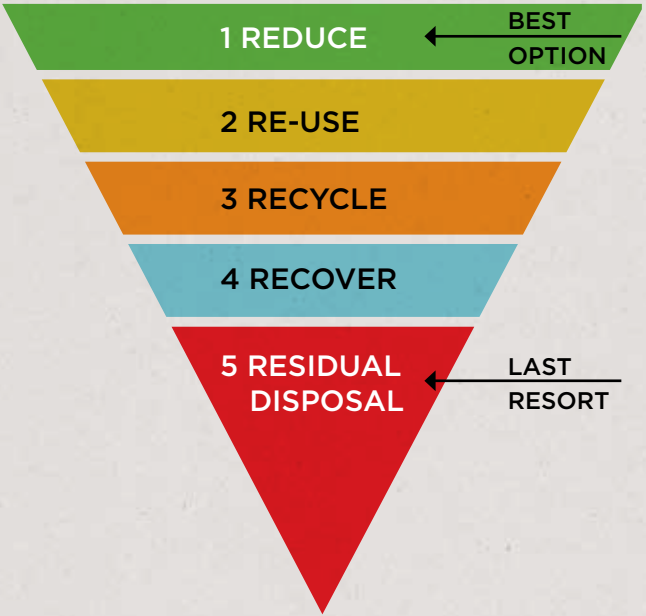 1 REDUCE
BEST
OPTION
2 RE-USE
3 RECYCLE
4 RECOVER
5 RESIDUAL
DISPOSAL
LAST
RESORT